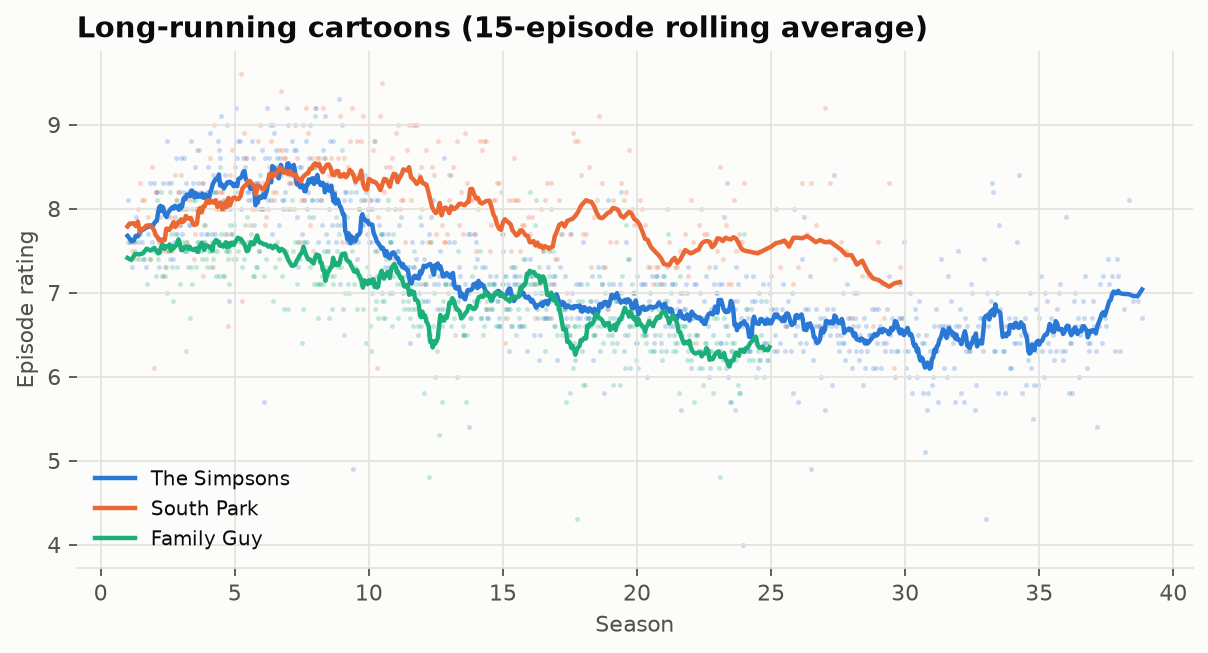 Long-running cartoons (15-episode rolling average)
9
8
7
6
5
4
Episode rating
The Simpsons
South Park
Family Guy
0 5 10 15 20 25 30 35 40
Season